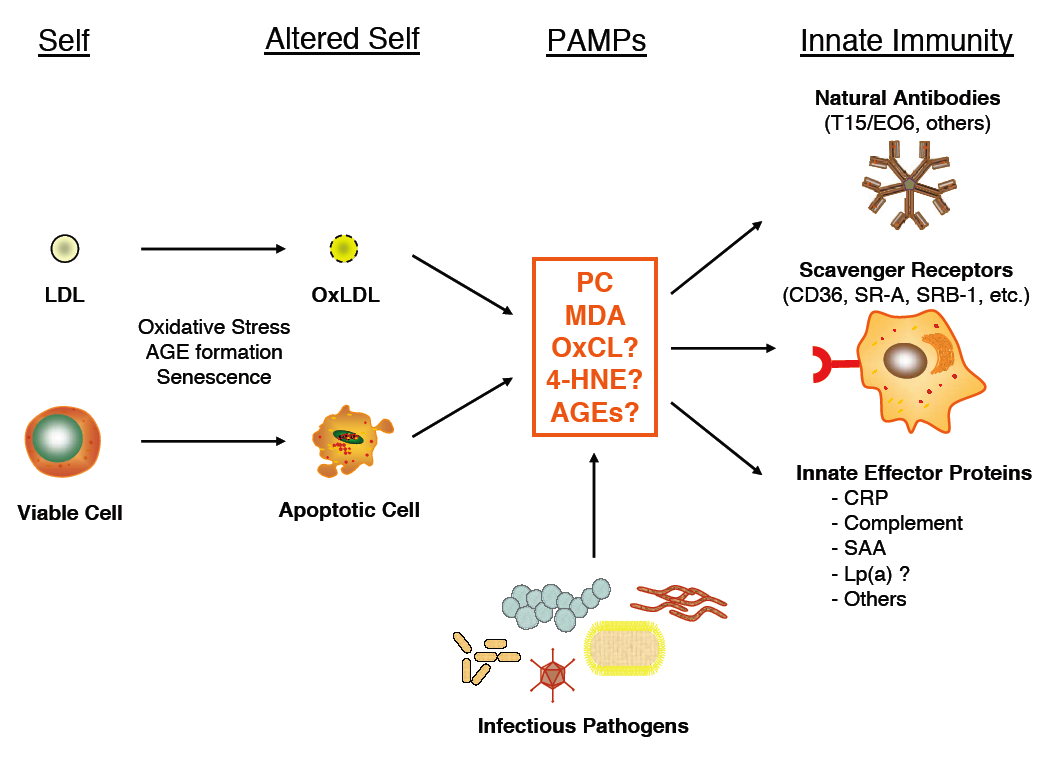 Self
Altered Self
PAMPs
Innate Immunity
Natural Antibodies
(T15/EO6, others)
LDL
OxLDL
Oxidative Stress
AGE formation
Senescence
Viable Cell
Apoptotic Cell
PC
MDA
OxCL?
4-HNE?
AGEs?
Infectious Pathogens
Scavenger Receptors
(CD36, SR-A, SRB-1, etc.)
Innate Effector Proteins
- CRP
- Complement
- SAA
- Lp(a) ?
- Others